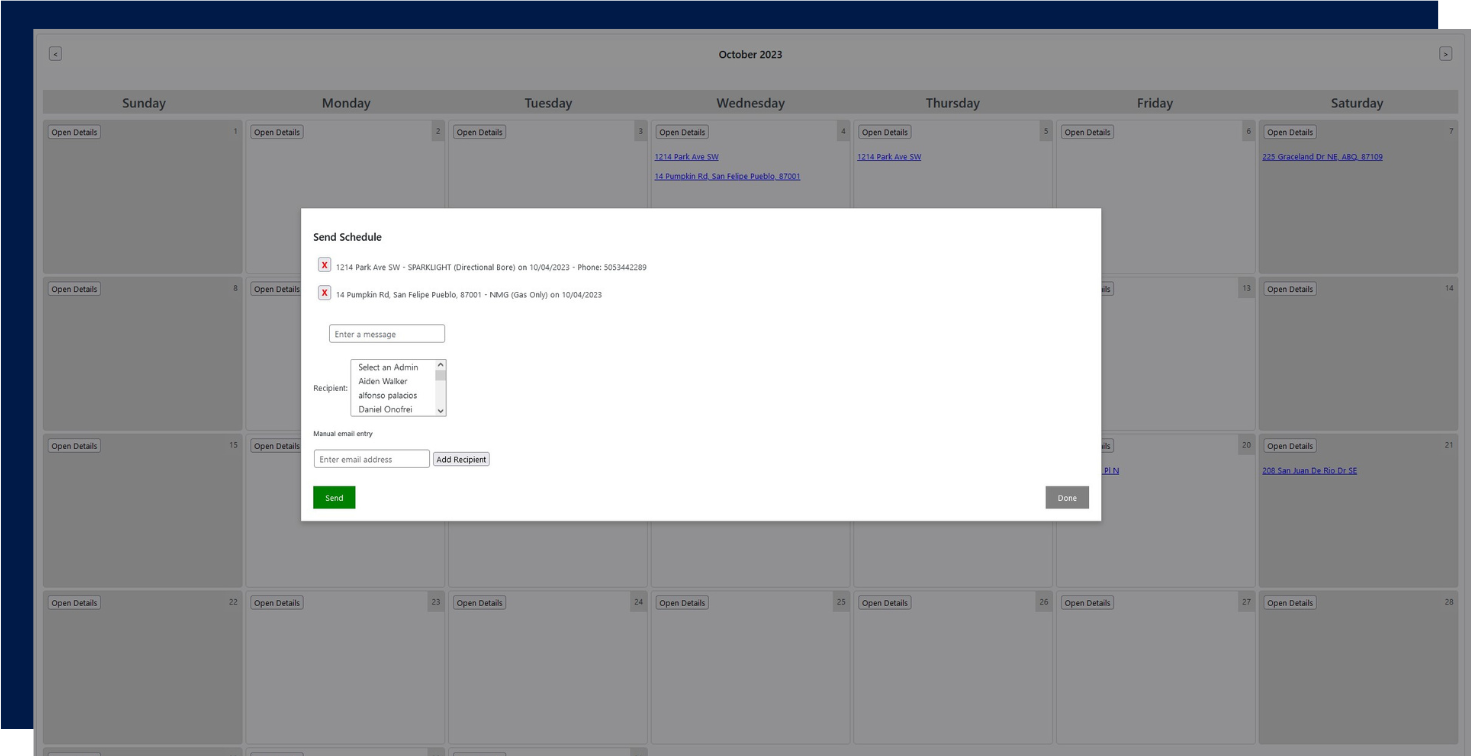 < October 2023 >
Sunday Monday Tuesday Wednesday Thursday Friday Saturday
Open Details 1 Open Details 2 Open Details 3 Open Details 4 Open Details 5 Open Details 6 Open Details 7
1214 Park Ave SW 1214 Park Ave SW 225 Graceland Dr NE, ABQ, 87109
14 Pumpkin Rd, San Felipe Pueblo, 87001
Send Schedule
X 1214 Park Ave SW - SPARKLIGHT (Directional Bore) on 10/04/2023 - Phone: 5053442289
X 14 Pumpkin Rd, San Felipe Pueblo, 87001 - NMG (Gas Only) on 10/04/2023
Enter a message
Select an Admin
Aiden Walker
Recipient:
alfonso palacios
Daniel Onofrei
Manual email entry
Enter email address Add Recipient
Send Done
Open Details 8 Open Details 13 Open Details 14
Open Details 15 Open Details 20 Open Details 21
Pl N 208 San Juan De Rio Dr SE
Open Details 22 Open Details 23 Open Details 24 Open Details 25 Open Details 26 Open Details 27 Open Details 28